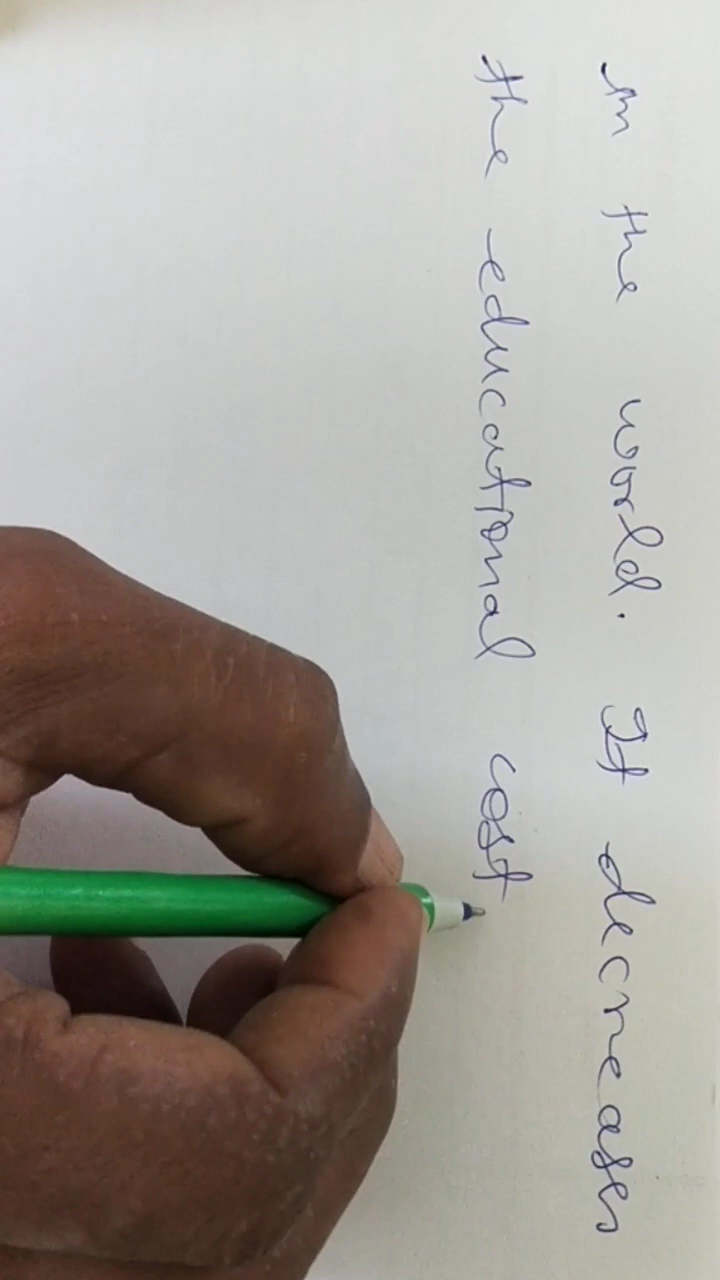 in the world. It decreases
the educational cost